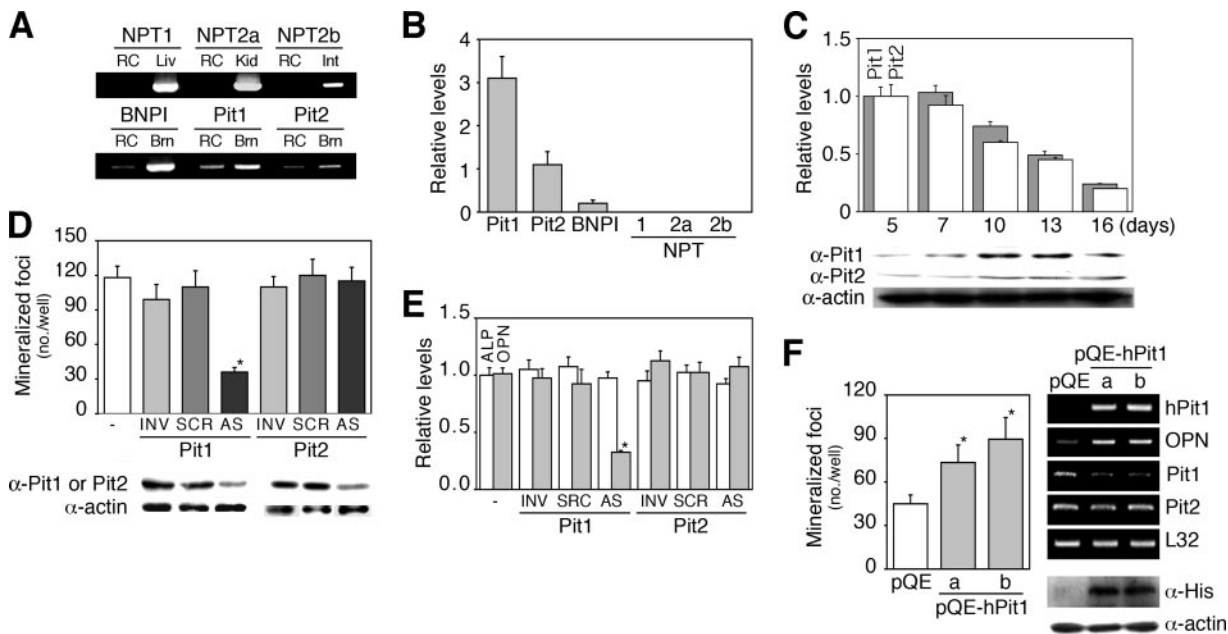 A
NPT1 NPT2a NPT2b
RC Liv RC Kid RC Int
BNPI Pit1 Pit2
RC Brn RC Brn RC Brn
B
Relative levels
4
3
2
1
0
Pit1 Pit2 BNPI 1 2a 2b
NPT
C
Relative levels
Pit1
Pit2
1.0
0.5
0
5 7 10 13 16 (days)
α-Pit1
α-Pit2
α-actin
D
Mineralized foci
(no./well)
150
120
90
60
30
0
*
- INV SCR AS INV SCR AS
Pit1 Pit2
α-Pit1 or Pit2
α-actin
E
Relative levels
ALP
OPN
1.5
1.0
0.5
0.0
*
- INV SRC AS INV SCR AS
Pit1 Pit2
F
Mineralized foci
(no./well)
120
90
60
30
0
* *
pQE a b
pQE-hPit1
pQE-hPit1
pQE a b
hPit1
OPN
Pit1
Pit2
L32
α-His
α-actin